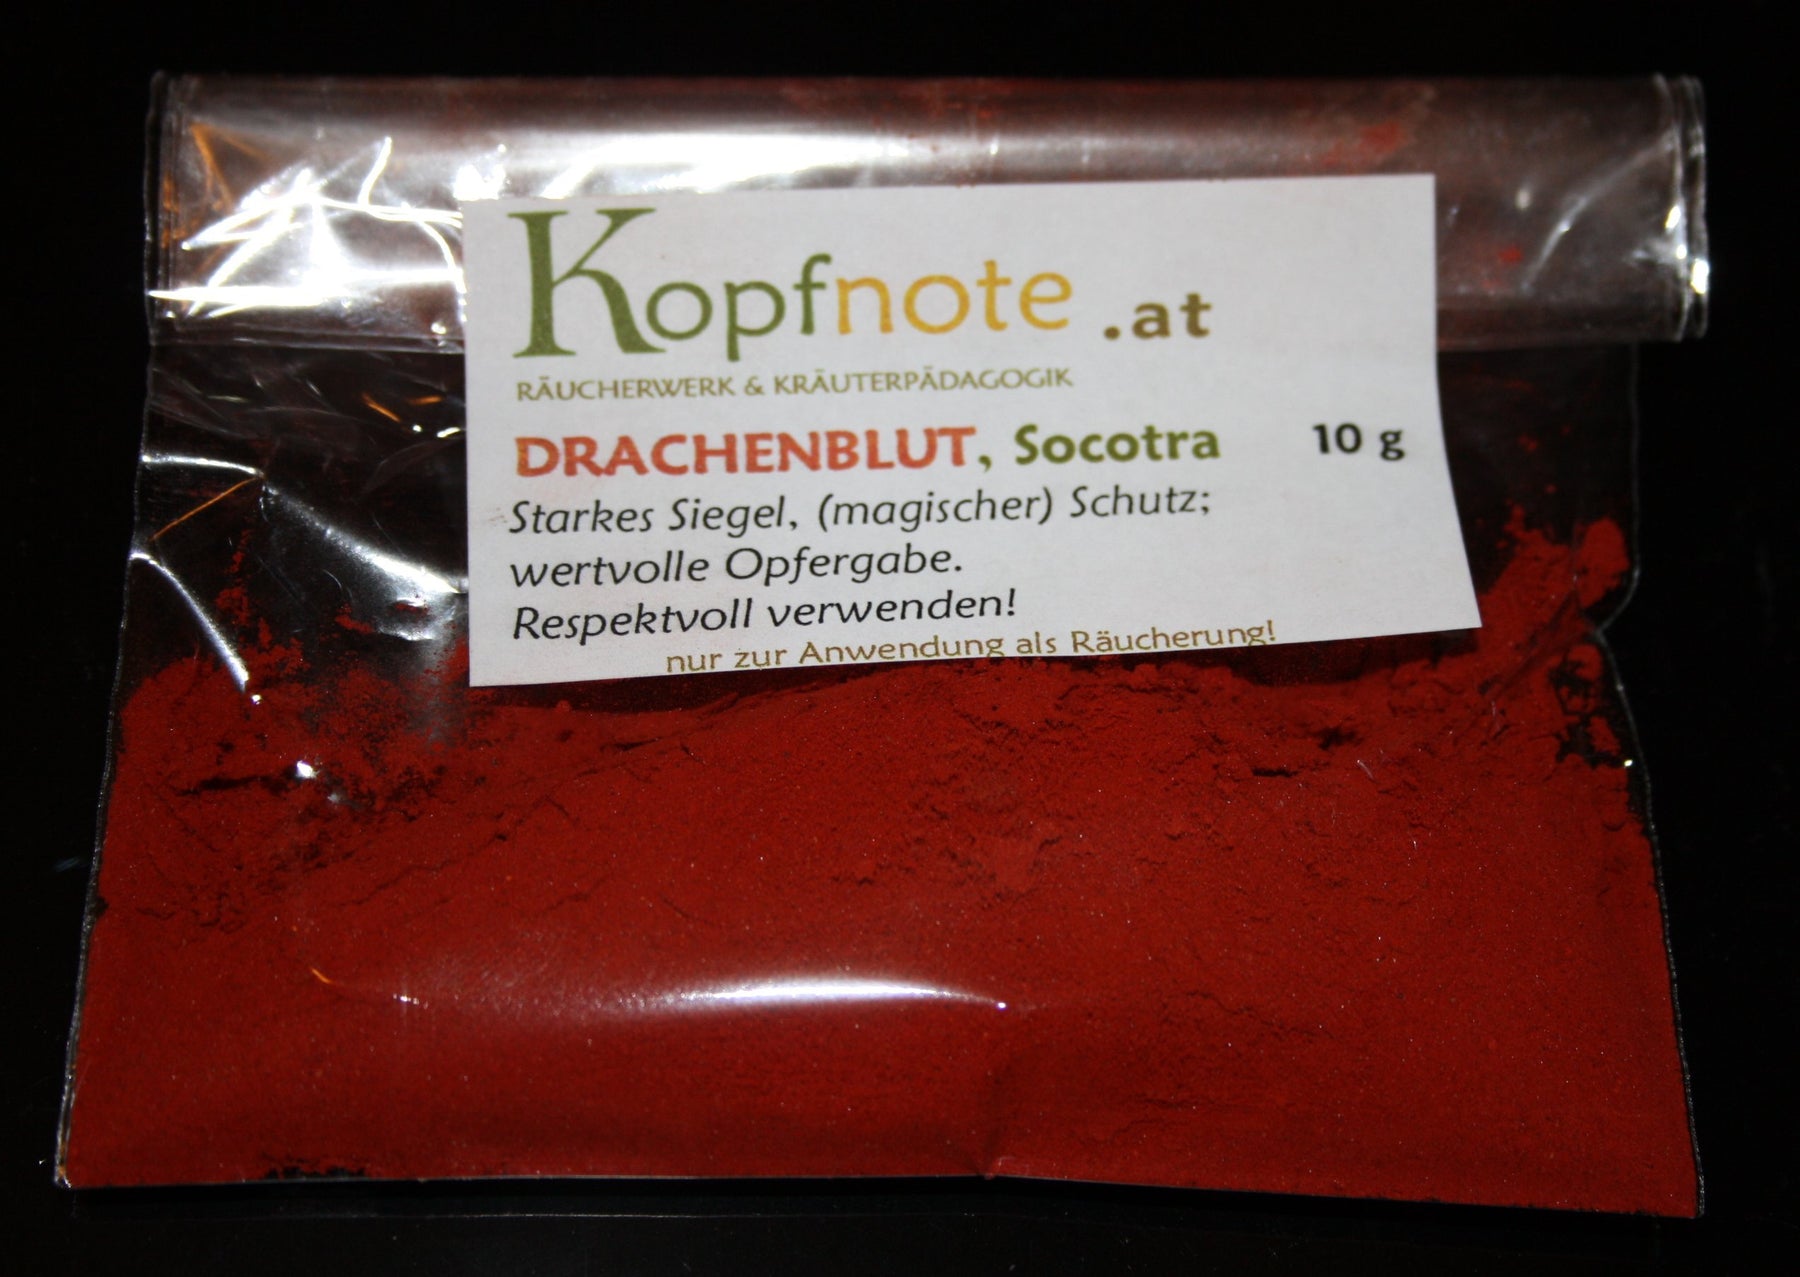 Kopfnote.at
RÄUCHERWERK & KRÄUTERPÄDAGOGIK
DRACHENBLUT, Socotra 10 g
Starkes Siegel, (magischer) Schutz;
wertvolle Opfergabe.
Respektvoll verwenden!
nur zur Anwendung als Räucherung!